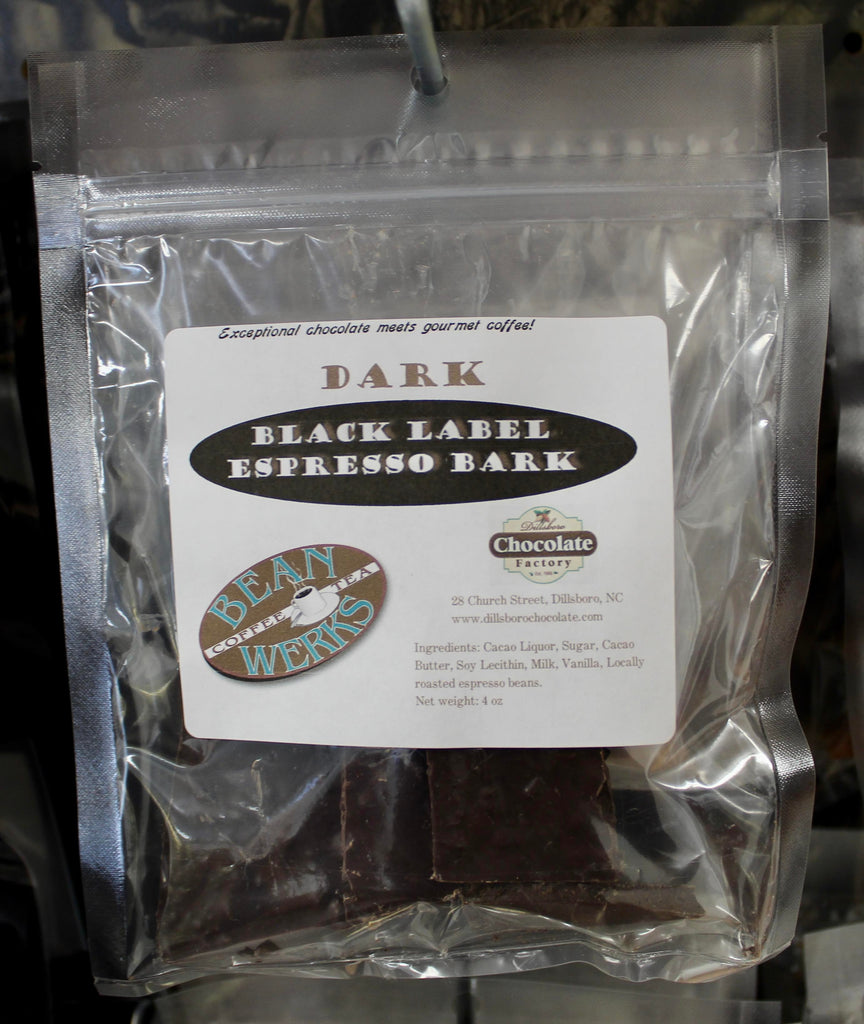 Exceptional chocolate meets gourmet coffee!
DARK
BLACK LABEL
ESPRESSO BARK
BEAN
COFFEE TEA
WERKS
Dillsboro
Chocolate
Factory
28 Church Street, Dillsboro, NC
www.dillsborochocolate.com
Ingredients: Cacao Liquor, Sugar, Cacao
Butter, Soy Lecithin, Milk, Vanilla, Locally
roasted espresso beans.
Net weight: 4 oz